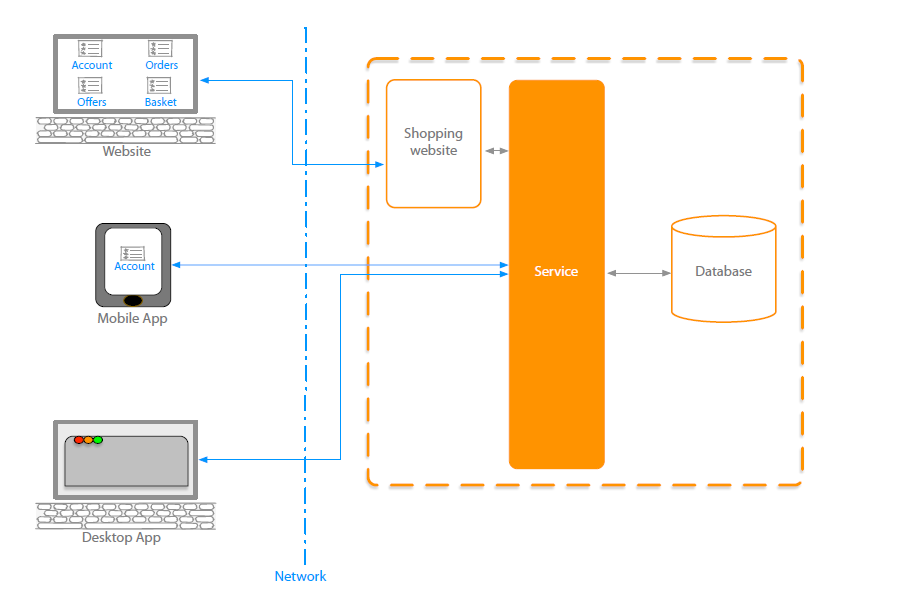 Account
Orders
Offers
Basket
Website
Shopping
website
Account
Mobile App
Service
Database
Desktop App
Network